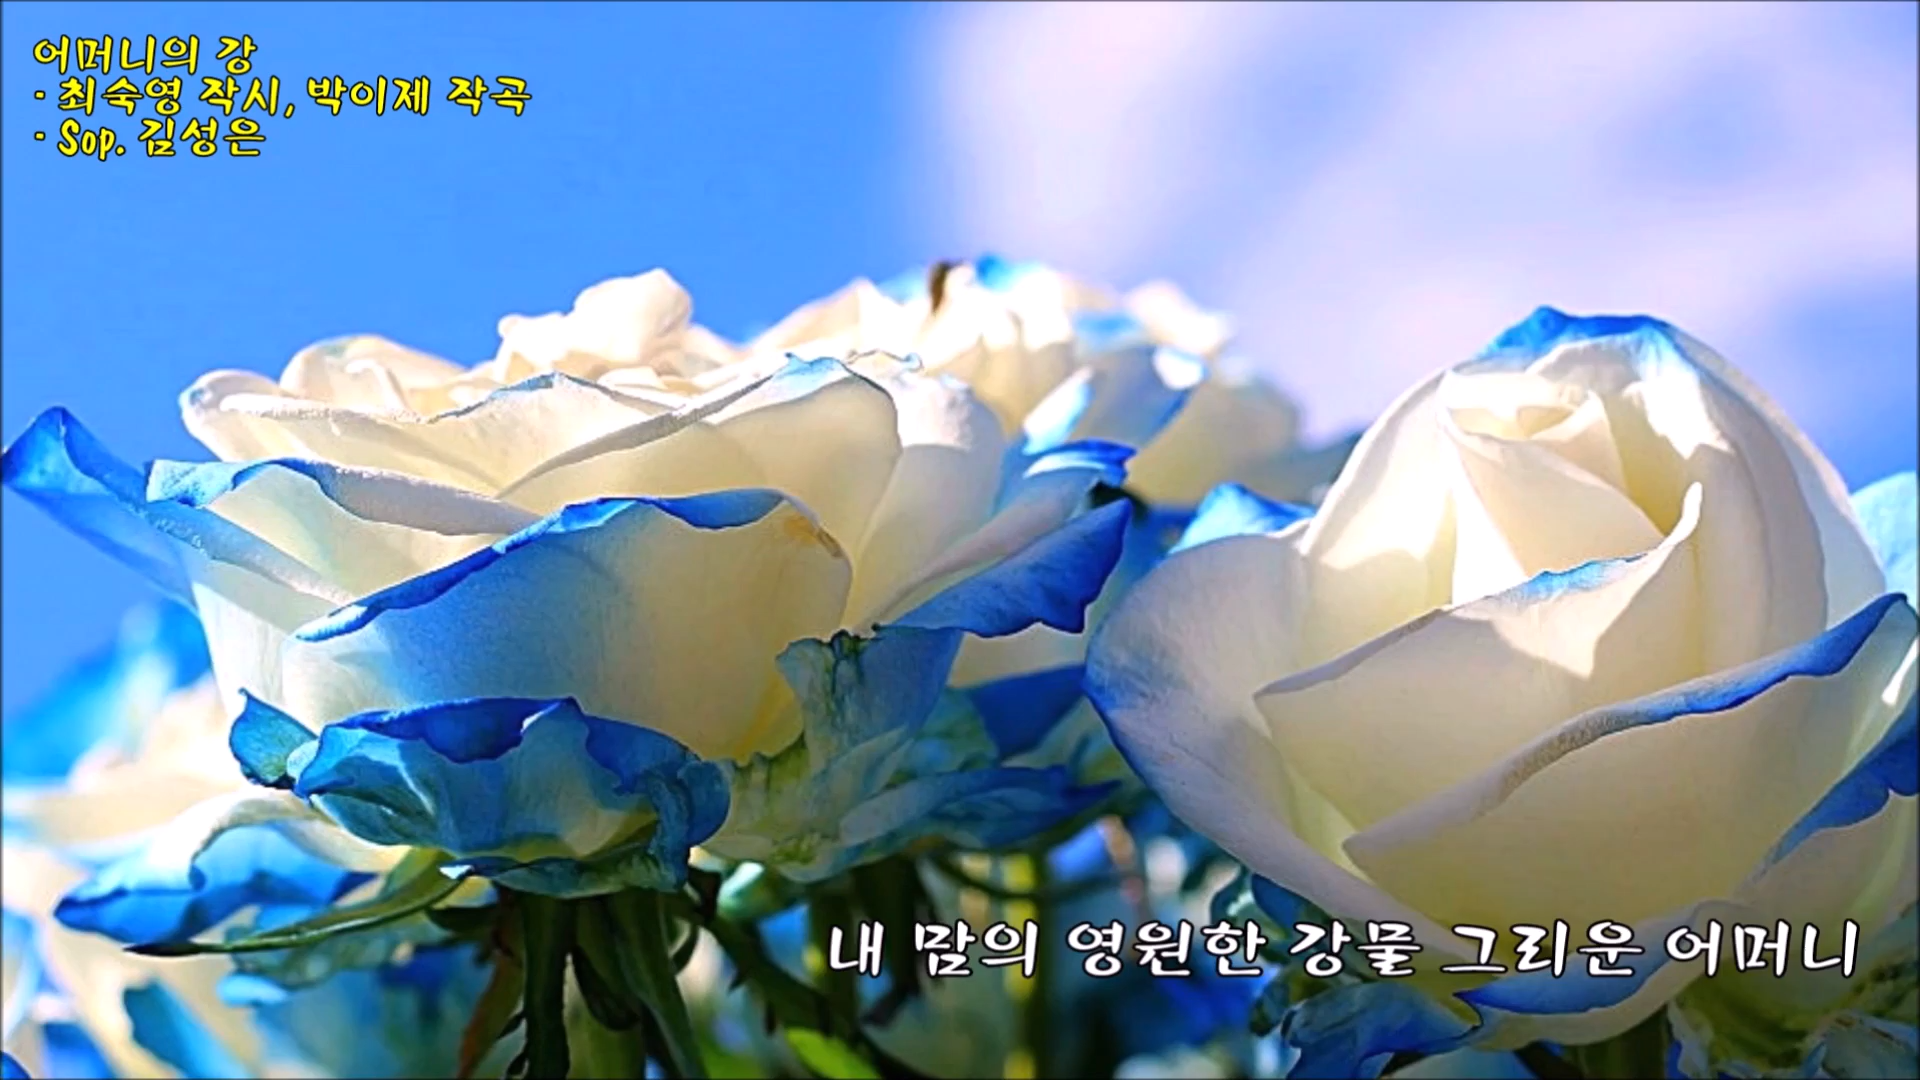 어머니의 강
- 최숙영 작시, 박이제 작곡
- Sop. 김성은
내 맘의 영원한 강물 그리운 어머니